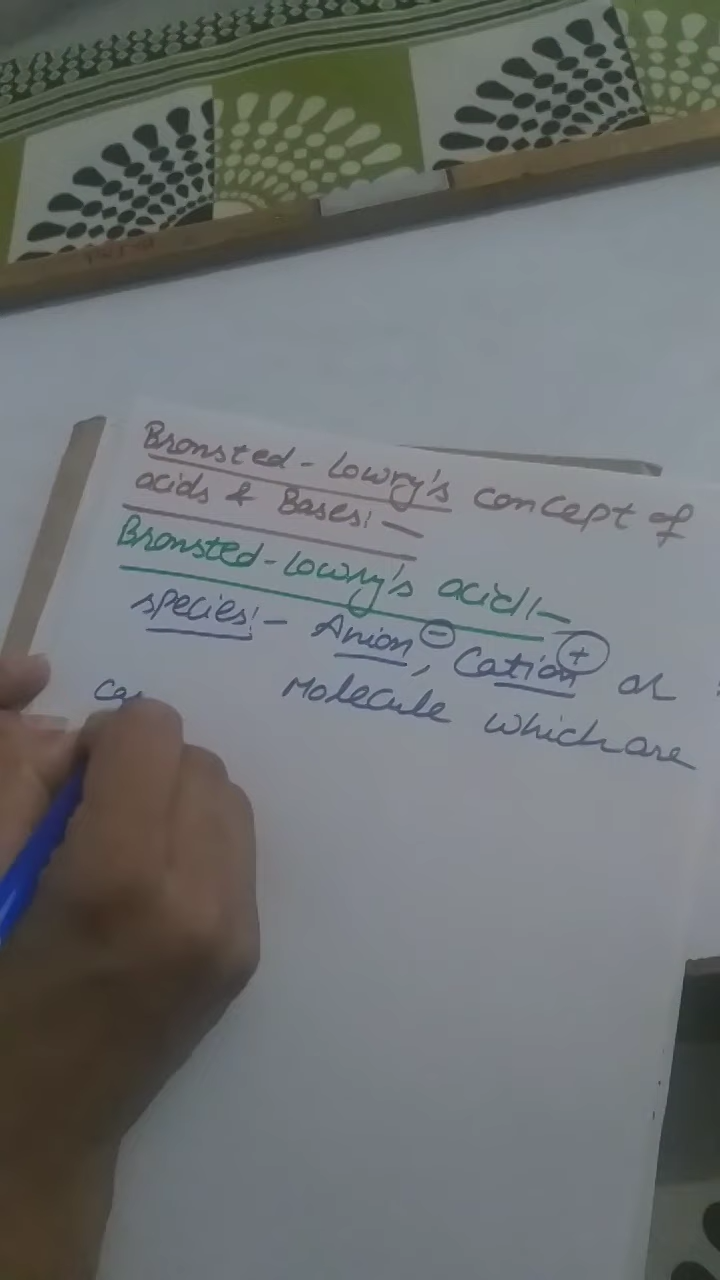 Bronsted-Lowry's concept of
acids & Bases:-
Bronsted-Lowry's acid:-
species:- Anion⊖, Cation⊕ or
Molecule which are